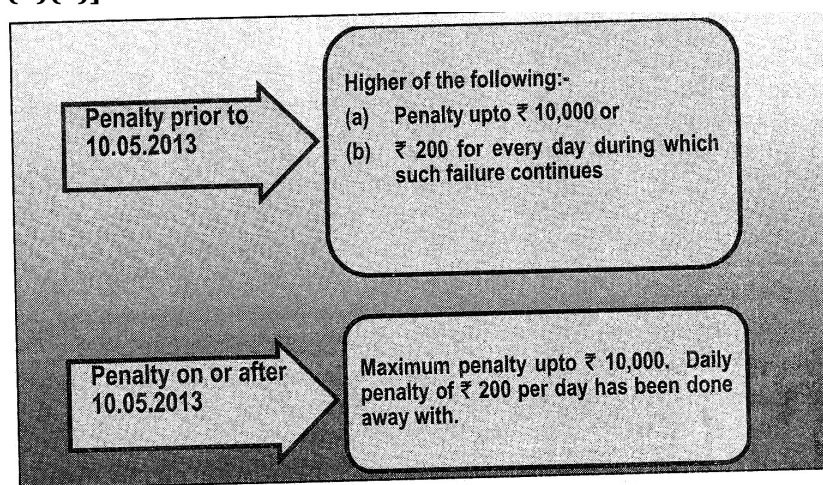 Penalty prior to
10.05.2013
Higher of the following:-
(a) Penalty upto ₹ 10,000 or
(b) ₹ 200 for every day during which
such failure continues
Penalty on or after
10.05.2013
Maximum penalty upto ₹ 10,000. Daily
penalty of ₹ 200 per day has been done
away with.